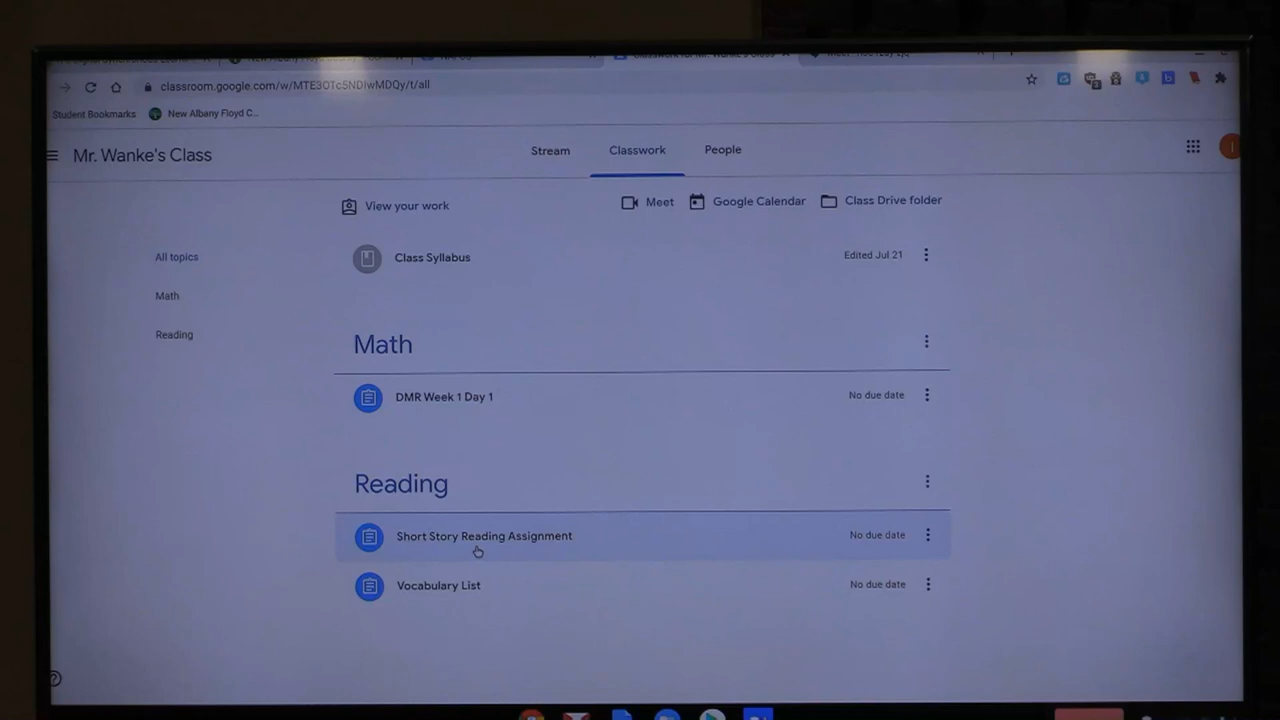 classroom.google.com/w/MTE3OTc5NDIwMDQy/t/all
Student Bookmarks New Albany Floyd C...
Mr. Wanke's Class
Stream Classwork People
View your work Meet Google Calendar Class Drive folder
All topics
Math
Reading
Class Syllabus Edited Jul 21
Math
DMR Week 1 Day 1 No due date
Reading
Short Story Reading Assignment No due date
Vocabulary List No due date